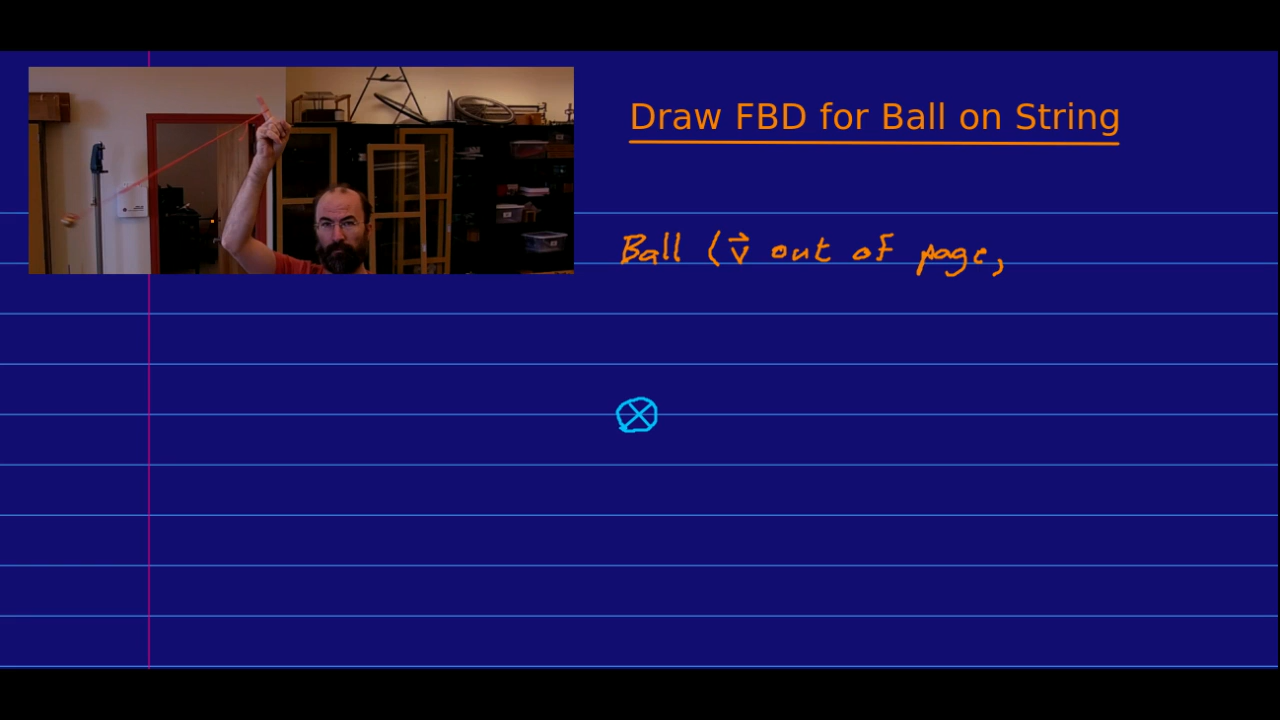 Draw FBD for Ball on String
Ball (v⃗ out of page,